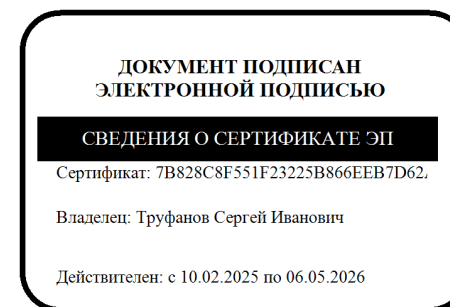 ДОКУМЕНТ ПОДПИСАН
ЭЛЕКТРОННОЙ ПОДПИСЬЮ
СВЕДЕНИЯ О СЕРТИФИКАТЕ ЭП
Сертификат: 7B828C8F551F23225B866EEB7D62
Владелец: Труфанов Сергей Иванович
Действителен: с 10.02.2025 по 06.05.2026